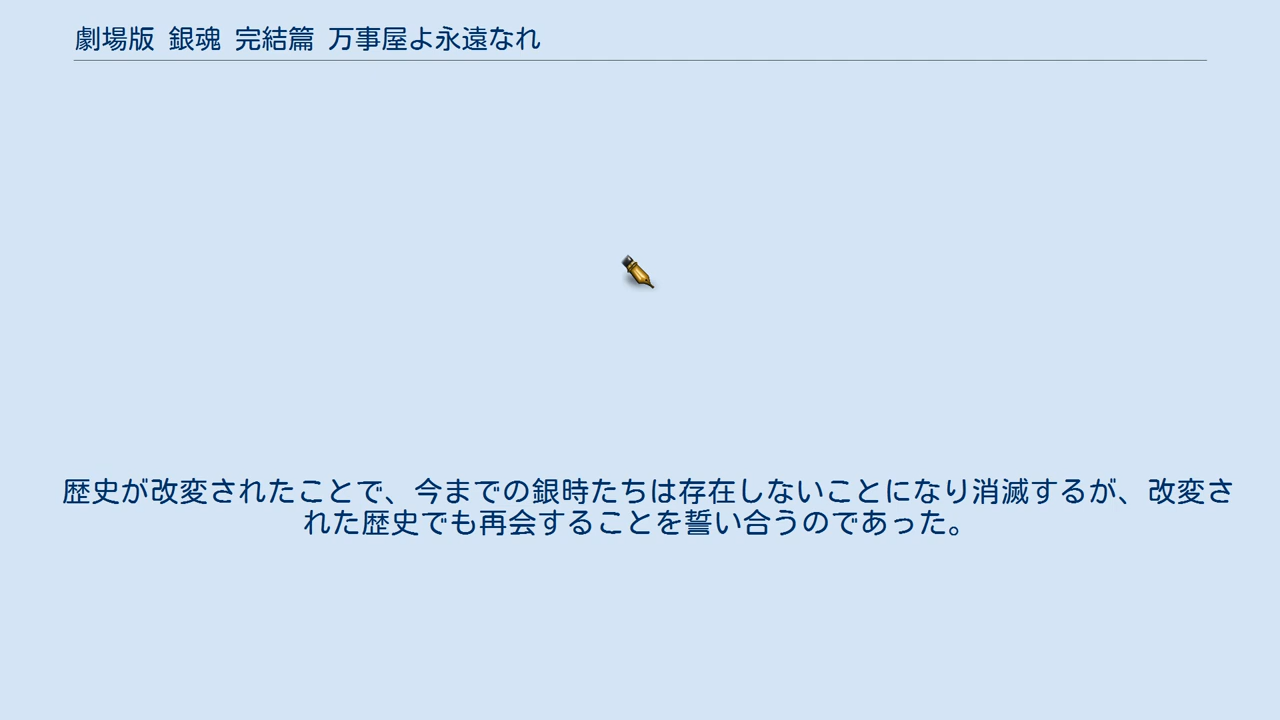 劇場版 銀魂 完結篇 万事屋よ永遠なれ
歴史が改変されたことで、今までの銀時たちは存在しないことになり消滅するが、改変さ
れた歴史でも再会することを誓い合うのであった。